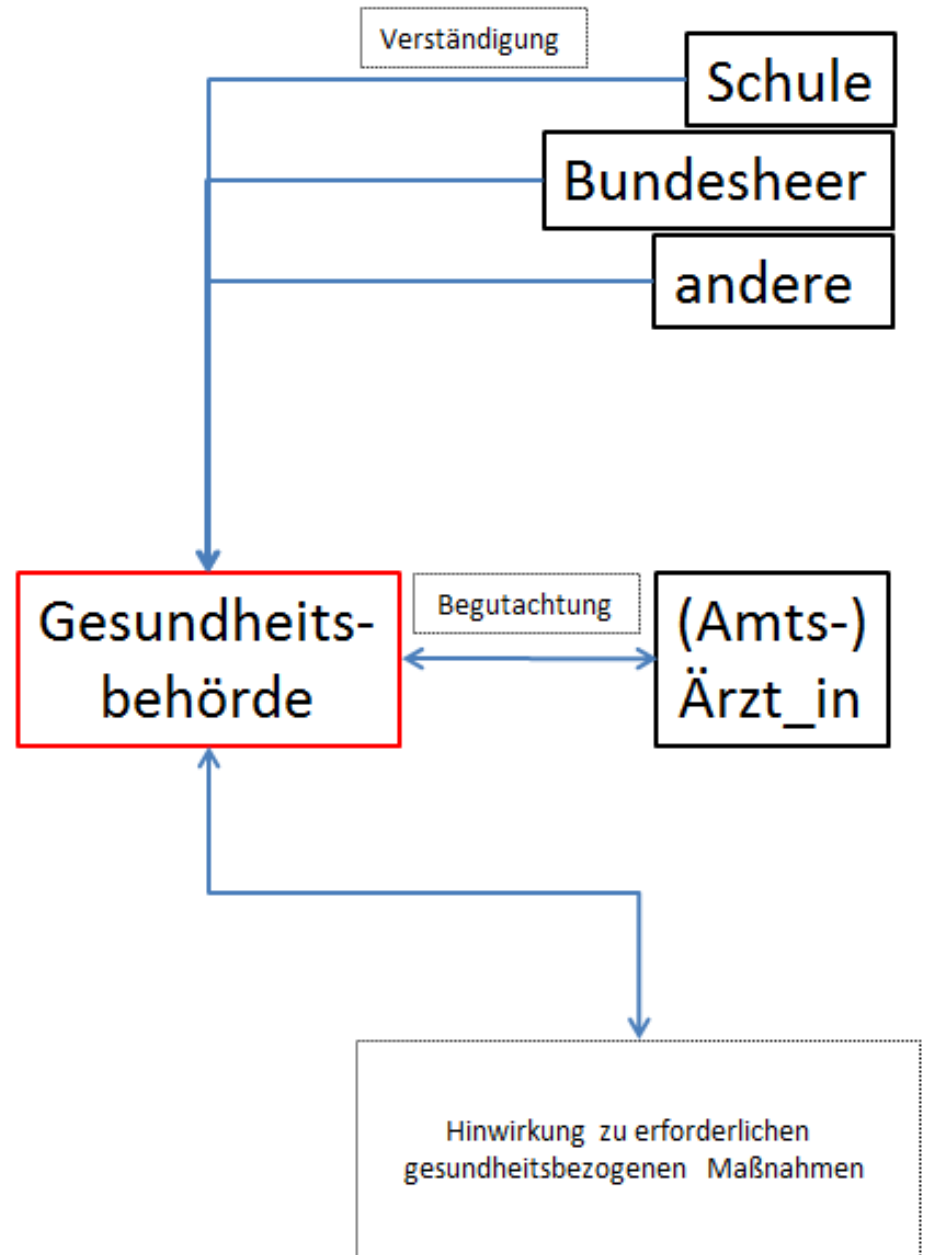 Verständigung
Schule
Bundesheer
andere
Gesundheits-
behörde
Begutachtung
(Amts-)
Ärzt_in
Hinwirkung zu erforderlichen
gesundheitsbezogenen Maßnahmen